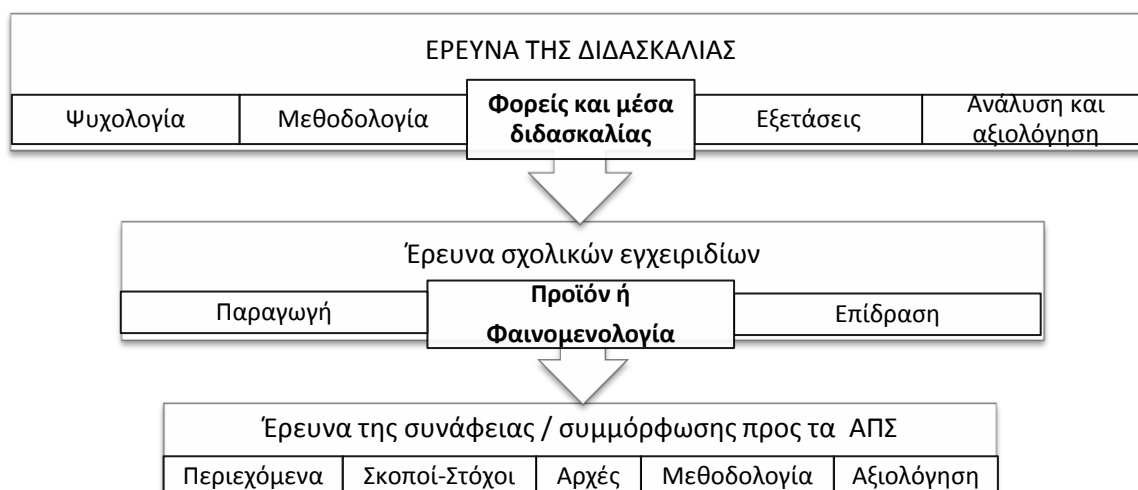 ΕΡΕΥΝΑ ΤΗΣ ΔΙΔΑΣΚΑΛΙΑΣ
Ψυχολογία
Μεθοδολογία
Φορείς και μέσα
διδασκαλίας
Εξετάσεις
Ανάλυση και
αξιολόγηση
Έρευνα σχολικών εγχειριδίων
Παραγωγή
Προϊόν ή
Φαινομενολογία
Επίδραση
Έρευνα της συνάφειας / συμμόρφωσης προς τα ΑΠΣ
Περιεχόμενα
Σκοποί-Στόχοι
Αρχές
Μεθοδολογία
Αξιολόγηση